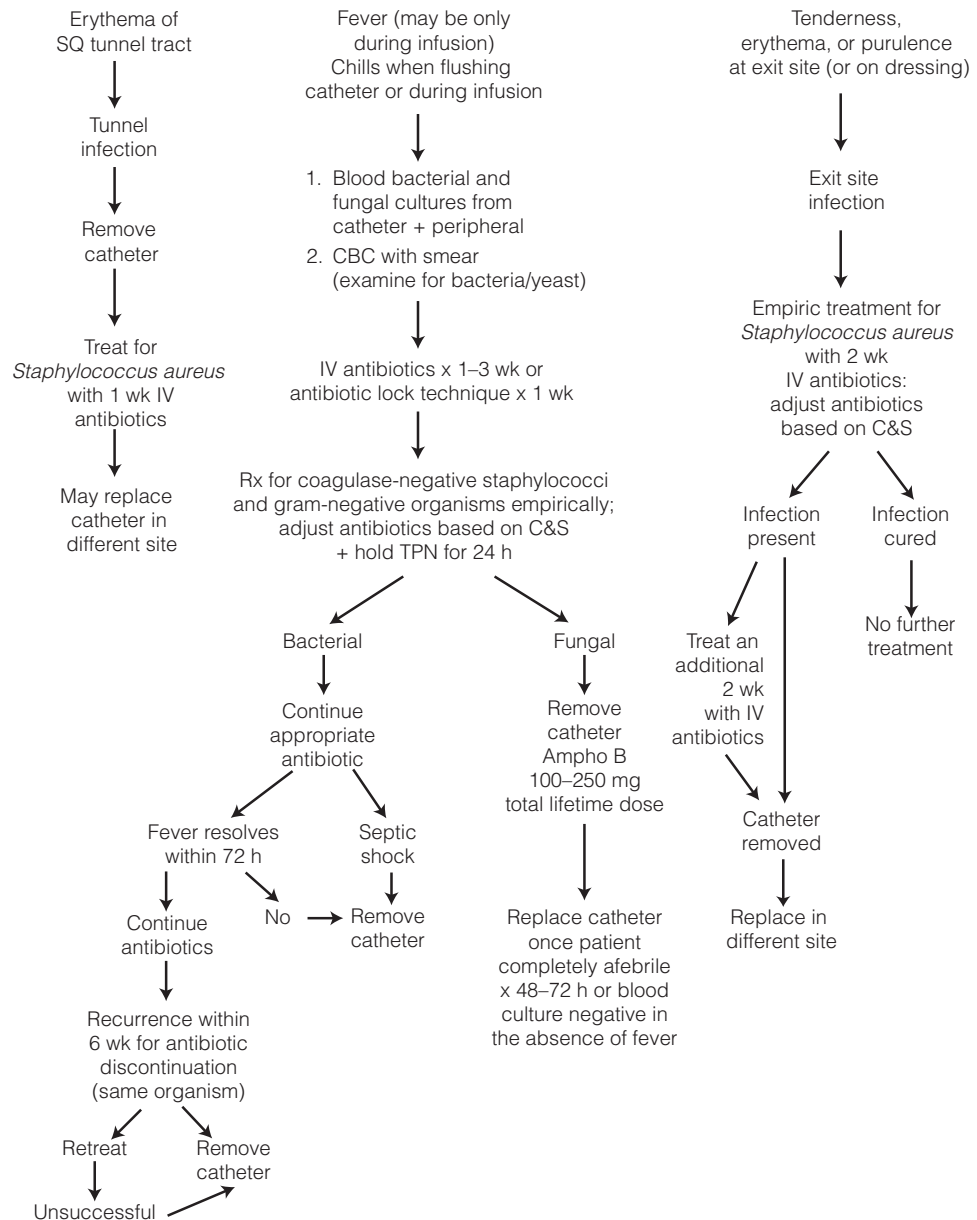 Erythema of
SQ tunnel tract
Tunnel
infection
Remove
catheter
Treat for
Staphylococcus aureus
with 1 wk IV
antibiotics
May replace
catheter in
different site
Fever (may be only
during infusion)
Chills when flushing
catheter or during infusion
1. Blood bacterial and
fungal cultures from
catheter + peripheral
2. CBC with smear
(examine for bacteria/yeast)
IV antibiotics x 1–3 wk or
antibiotic lock technique x 1 wk
Rx for coagulase-negative staphylococci
and gram-negative organisms empirically;
adjust antibiotics based on C&S
+ hold TPN for 24 h
Bacterial
Continue
appropriate
antibiotic
Fever resolves
within 72 h
Continue
antibiotics
Recurrence within
6 wk for antibiotic
discontinuation
(same organism)
Retreat
Unsuccessful
Remove
catheter
No
Septic
shock
Remove
catheter
Fungal
Remove
catheter
Ampho B
100–250 mg
total lifetime dose
Replace catheter
once patient
completely afebrile
x 48–72 h or blood
culture negative in
the absence of fever
Tenderness,
erythema, or purulence
at exit site (or on dressing)
Exit site
infection
Empiric treatment for
Staphylococcus aureus
with 2 wk
IV antibiotics:
adjust antibiotics
based on C&S
Infection
present
Treat an
additional
2 wk
with IV
antibiotics
Catheter
removed
Replace in
different site
Infection
cured
No further
treatment